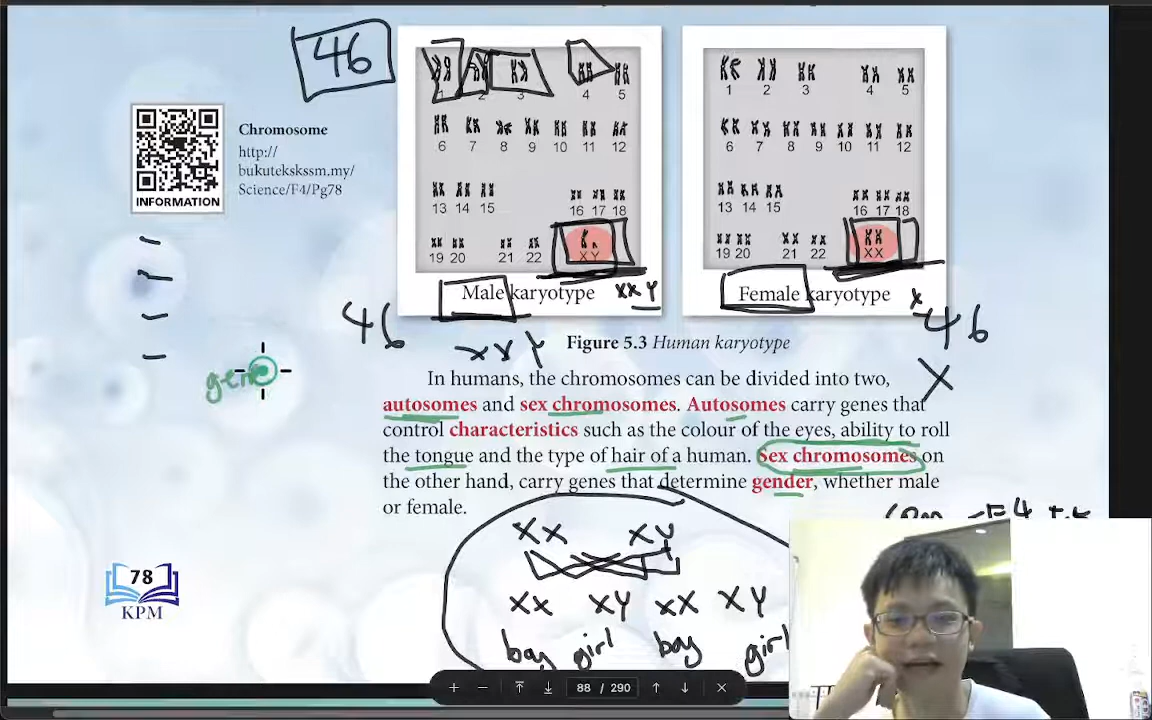 46
1 2 3 4 5
6 7 8 9 10 11 12
13 14 15 16 17 18
19 20 21 22 X Y
Male karyotype
XX Y
1 2 3 4 5
6 7 8 9 10 11 12
13 14 15 16 17 18
19 20 21 22 XX
Female karyotype
X
Chromosome
http://
bukutekskssm.my/
Science/F4/Pg78
INFORMATION
46
XX Y
46
X
Figure 5.3 Human karyotype
gene
In humans, the chromosomes can be divided into two,
autosomes and sex chromosomes. Autosomes carry genes that
control characteristics such as the colour of the eyes, ability to roll
the tongue and the type of hair of a human. Sex chromosomes on
the other hand, carry genes that determine gender, whether male
or female.
XX XY
XX XY XX XY
boy girl boy girl
78
KPM
88 / 290